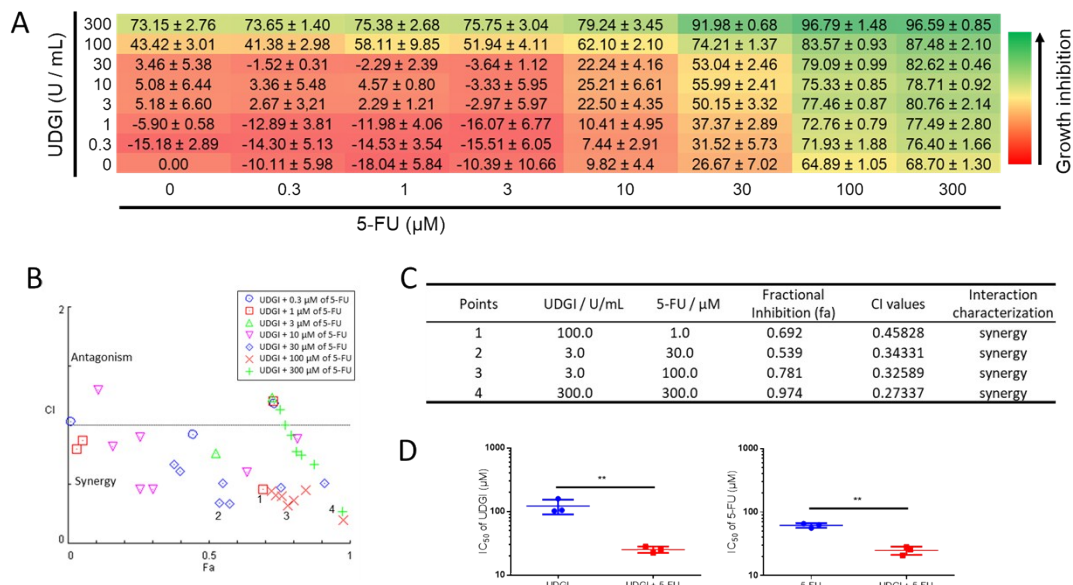 A
300 73.15 ± 2.76 73.65 ± 1.40 75.38 ± 2.68 75.75 ± 3.04 79.24 ± 3.45 91.98 ± 0.68 96.79 ± 1.48 96.59 ± 0.85
100 43.42 ± 3.01 41.38 ± 2.98 58.11 ± 9.85 51.94 ± 4.11 62.10 ± 2.10 74.21 ± 1.37 83.57 ± 0.93 87.48 ± 2.10
30 3.46 ± 5.38 -1.52 ± 0.31 -2.29 ± 2.39 -3.64 ± 1.12 22.24 ± 4.16 53.04 ± 2.46 79.09 ± 0.99 82.62 ± 0.46
10 5.08 ± 6.44 3.36 ± 5.48 4.57 ± 0.80 -3.33 ± 5.95 25.21 ± 6.61 55.99 ± 2.41 75.33 ± 0.85 78.71 ± 0.92
3 5.18 ± 6.60 2.67 ± 3,21 2.29 ± 1.21 -2.97 ± 5.97 22.50 ± 4.35 50.15 ± 3.32 77.46 ± 0.87 80.76 ± 2.14
1 -5.90 ± 0.58 -12.89 ± 3.81 -11.98 ± 4.06 -16.07 ± 6.77 10.41 ± 4.95 37.37 ± 2.89 72.76 ± 0.79 77.49 ± 2.80
0.3 -15.18 ± 2.89 -14.30 ± 5.13 -14.53 ± 3.54 -15.51 ± 6.05 7.44 ± 2.91 31.52 ± 5.73 71.93 ± 1.88 76.40 ± 1.66
0 0.00 -10.11 ± 5.98 -18.04 ± 5.84 -10.39 ± 10.66 9.82 ± 4.4 26.67 ± 7.02 64.89 ± 1.05 68.70 ± 1.30
UDGI (U / mL)
Growth inhibition
0 0.3 1 3 10 30 100 300
5-FU (µM)
B
2
UDGI + 0.3 µM of 5-FU
UDGI + 1 µM of 5-FU
UDGI + 3 µM of 5-FU
UDGI + 10 µM of 5-FU
UDGI + 30 µM of 5-FU
UDGI + 100 µM of 5-FU
UDGI + 300 µM of 5-FU
Antagonism
CI
Synergy
1
2
3
4
0 0.5 1
Fa
C
Points UDGI / U/mL 5-FU / µM Fractional Inhibition (fa) CI values Interaction characterization
1 100.0 1.0 0.692 0.45828 synergy
2 3.0 30.0 0.539 0.34331 synergy
3 3.0 100.0 0.781 0.32589 synergy
4 300.0 300.0 0.974 0.27337 synergy
D
IC50 of UDGI (µM)
1000
100
10
**
UDGI UDGI + 5-FU
IC50 of 5-FU (µM)
1000
100
10
**
5-FU UDGI + 5-FU